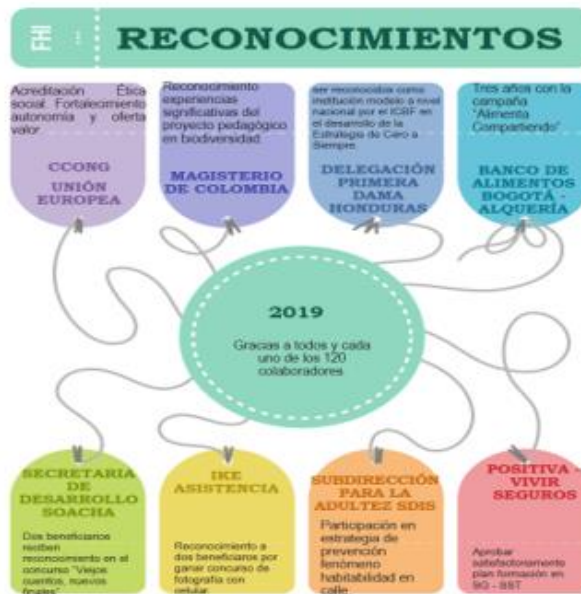 FHI
RECONOCIMIENTOS
Acreditación Ética
social. Fortalecimiento
autonomía y oferta
valor
CCONG
UNIÓN
EUROPEA
Reconocimiento
experiencias
significativas del
proyecto pedagógico
en biodiversidad.
MAGISTERIO
DE COLOMBIA
ser reconocidos como
institución modelo a nivel
nacional por el ICBF en
el desarrollo de la
Estrategia de Cero a
Siempre
DELEGACIÓN
PRIMERA
DAMA
HONDURAS
Tres años con la
campaña
"Alimenta
Compartiendo"
BANCO DE
ALIMENTOS
BOGOTÁ -
ALQUERÍA
2019
Gracias a todos y cada
uno de los 120
colaboradores
SECRETARIA
DE
DESARROLLO
SOACHA
Dos beneficiarios
reciben
reconocimiento en el
concurso "Viejos
cuentos, nuevos
finales"
IKE
ASISTENCIA
Reconocimiento a
dos beneficiarios por
ganar concurso de
fotografía con
celular
SUBDIRECCIÓN
PARA LA
ADULTEZ SDIS
Participación en
estrategia de
prevención
fenómeno
habitabilidad en
calle
POSITIVA -
VIVIR
SEGUROS
Aprobar
satisfactoriamente
plan formación en
SG - SST